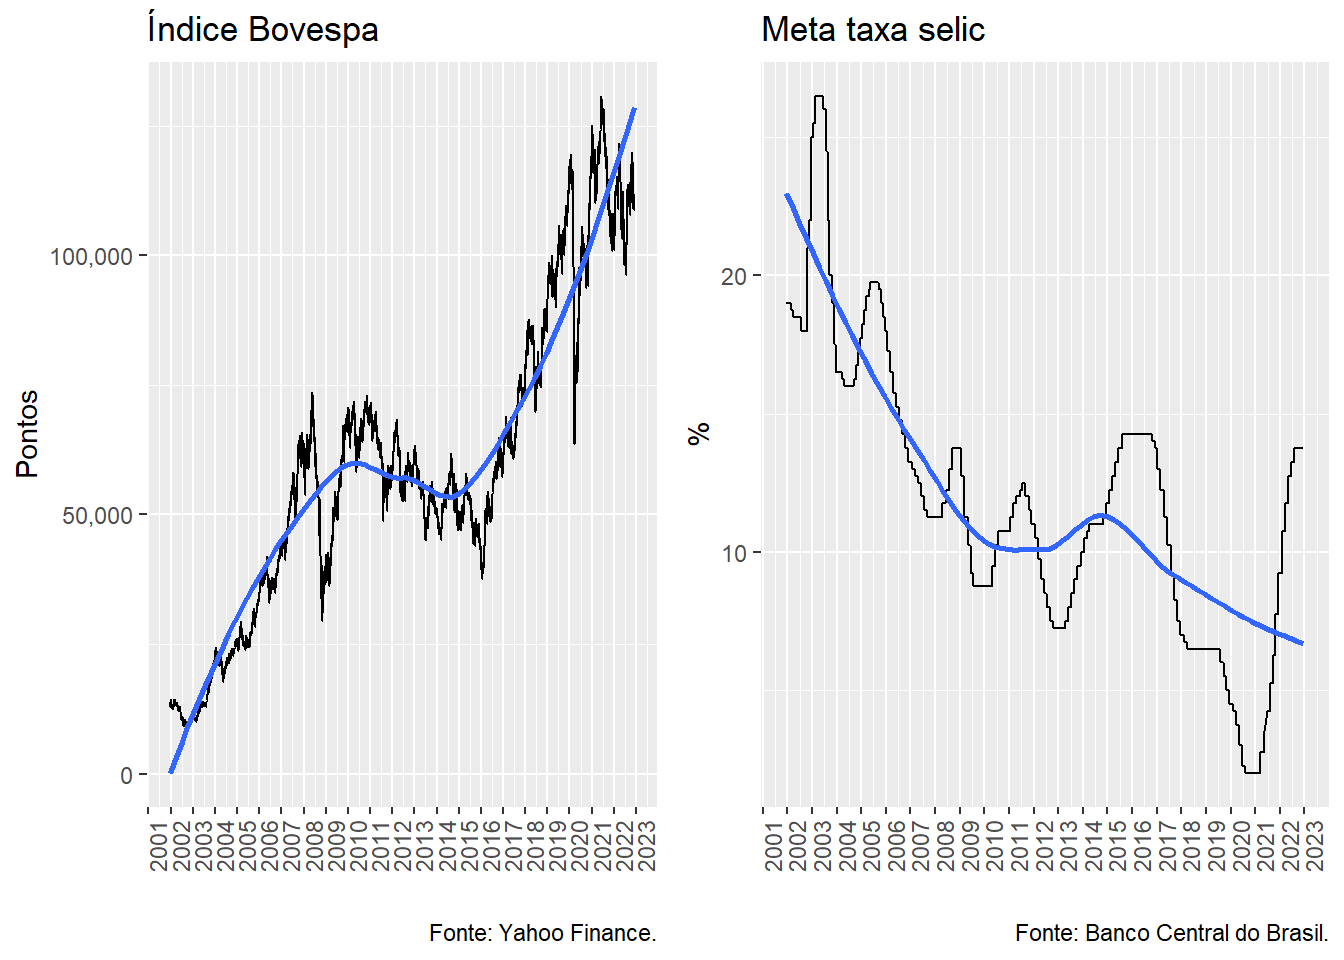 Índice Bovespa
Pontos
100,000
50,000
0
2001 2002 2003 2004 2005 2006 2007 2008 2009 2010 2011 2012 2013 2014 2015 2016 2017 2018 2019 2020 2021 2022 2023
Fonte: Yahoo Finance.
Meta taxa selic
%
20
10
2001 2002 2003 2004 2005 2006 2007 2008 2009 2010 2011 2012 2013 2014 2015 2016 2017 2018 2019 2020 2021 2022 2023
Fonte: Banco Central do Brasil.